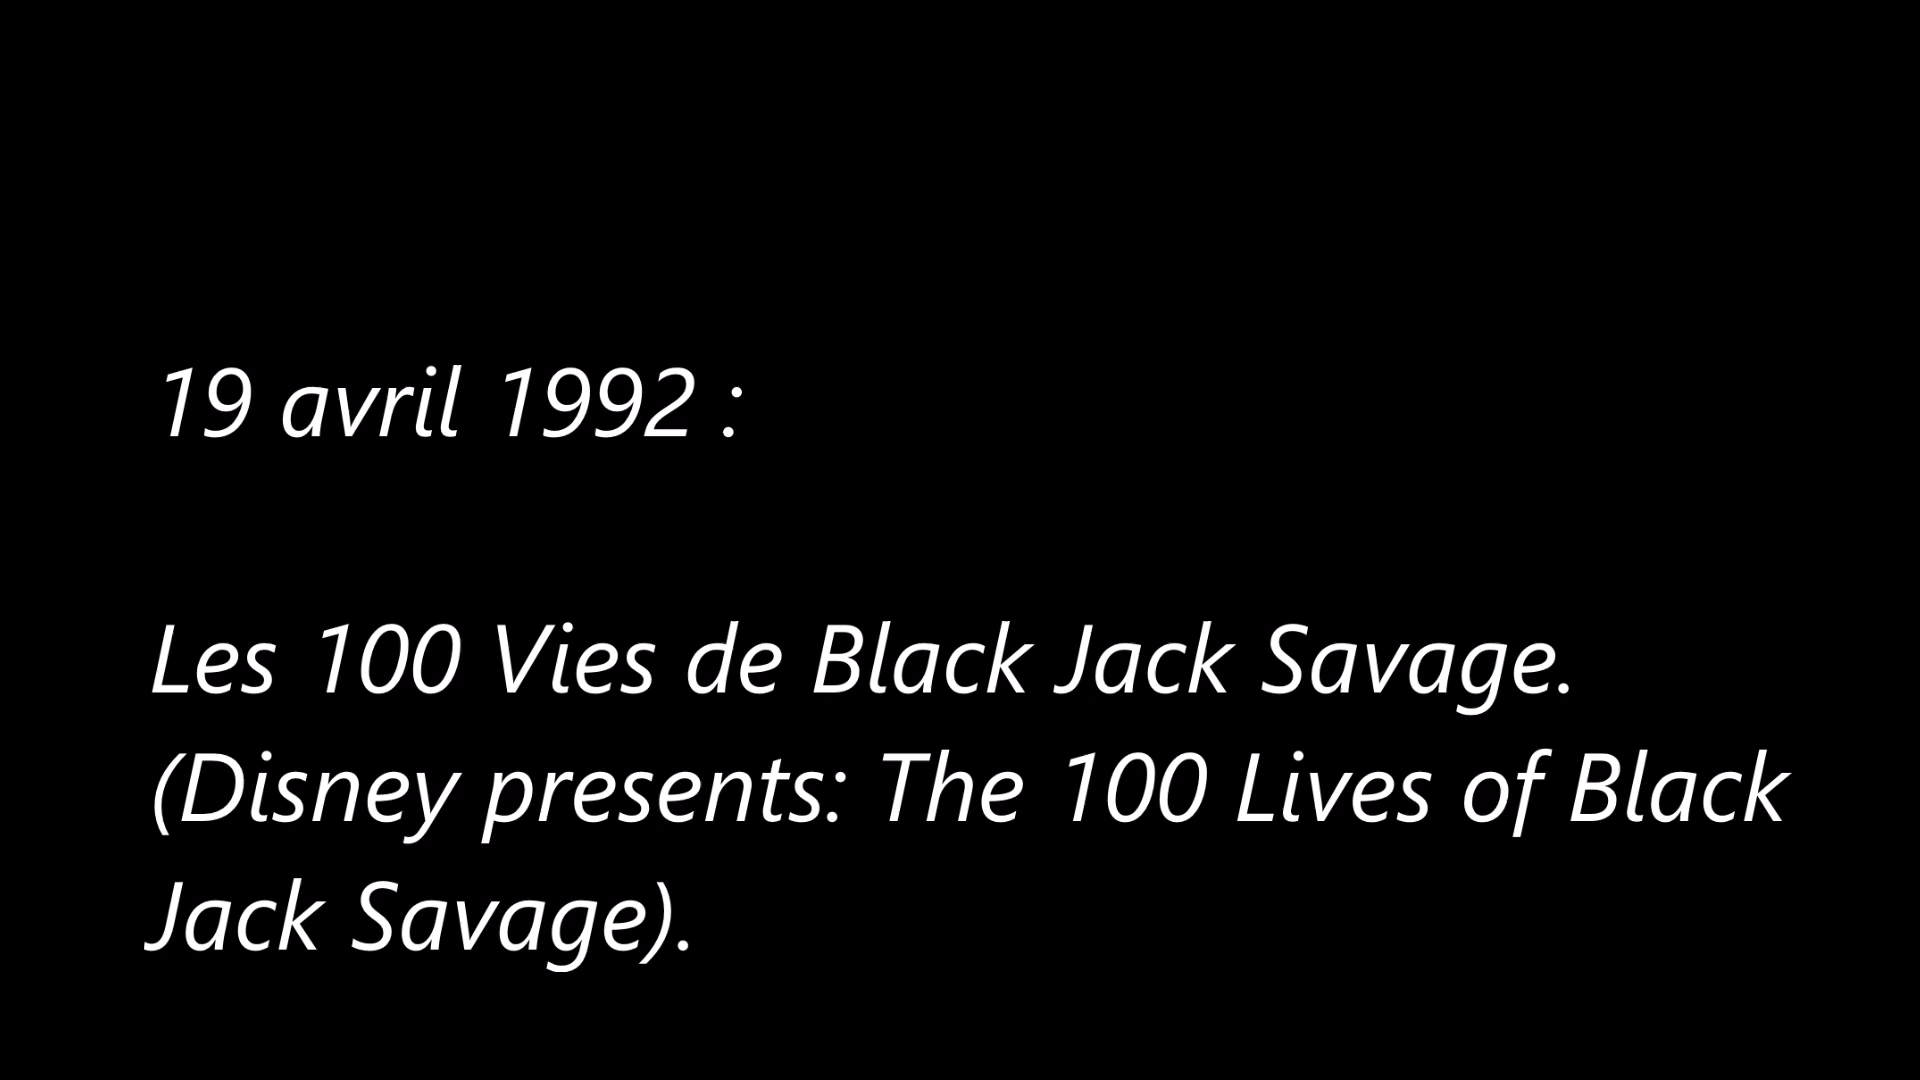 19 avril 1992 :
Les 100 Vies de Black Jack Savage.
(Disney presents: The 100 Lives of Black
Jack Savage).